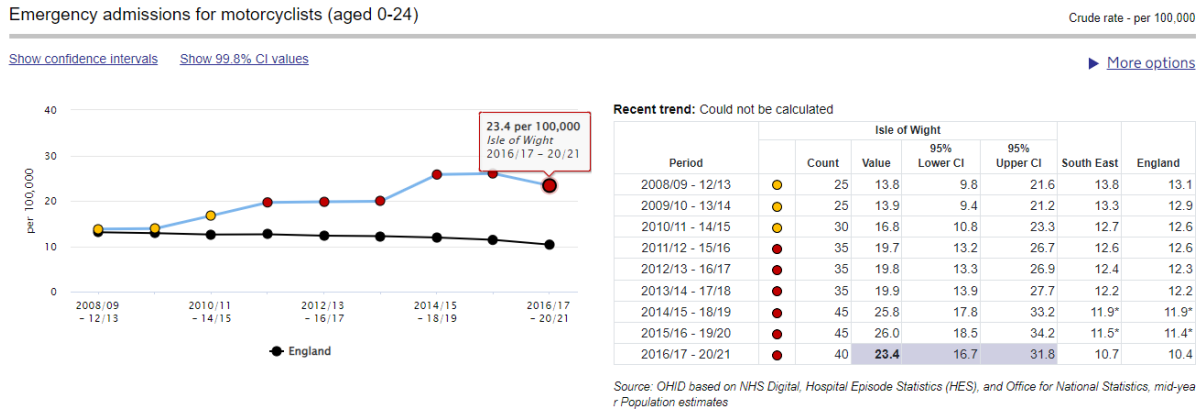 Emergency admissions for motorcyclists (aged 0-24)
Crude rate - per 100,000
Show confidence intervals Show 99.8% CI values
► More options
40
30
20
10
0
per 100,000
23.4 per 100,000
Isle of Wight
2016/17 - 20/21
2008/09
- 12/13
2010/11
- 14/15
2012/13
- 16/17
2014/15
- 18/19
2016/17
- 20/21
England
Recent trend: Could not be calculated
Isle of Wight
Period Count Value 95% Lower CI 95% Upper CI South East England
2008/09 - 12/13 25 13.8 9.8 21.6 13.8 13.1
2009/10 - 13/14 25 13.9 9.4 21.2 13.3 12.9
2010/11 - 14/15 30 16.8 10.8 23.3 12.7 12.6
2011/12 - 15/16 35 19.7 13.2 26.7 12.6 12.6
2012/13 - 16/17 35 19.8 13.3 26.9 12.4 12.3
2013/14 - 17/18 35 19.9 13.9 27.7 12.2 12.2
2014/15 - 18/19 45 25.8 17.8 33.2 11.9* 11.9*
2015/16 - 19/20 45 26.0 18.5 34.2 11.5* 11.4*
2016/17 - 20/21 40 23.4 16.7 31.8 10.7 10.4
Source: OHID based on NHS Digital, Hospital Episode Statistics (HES), and Office for National Statistics, mid-yea
r Population estimates